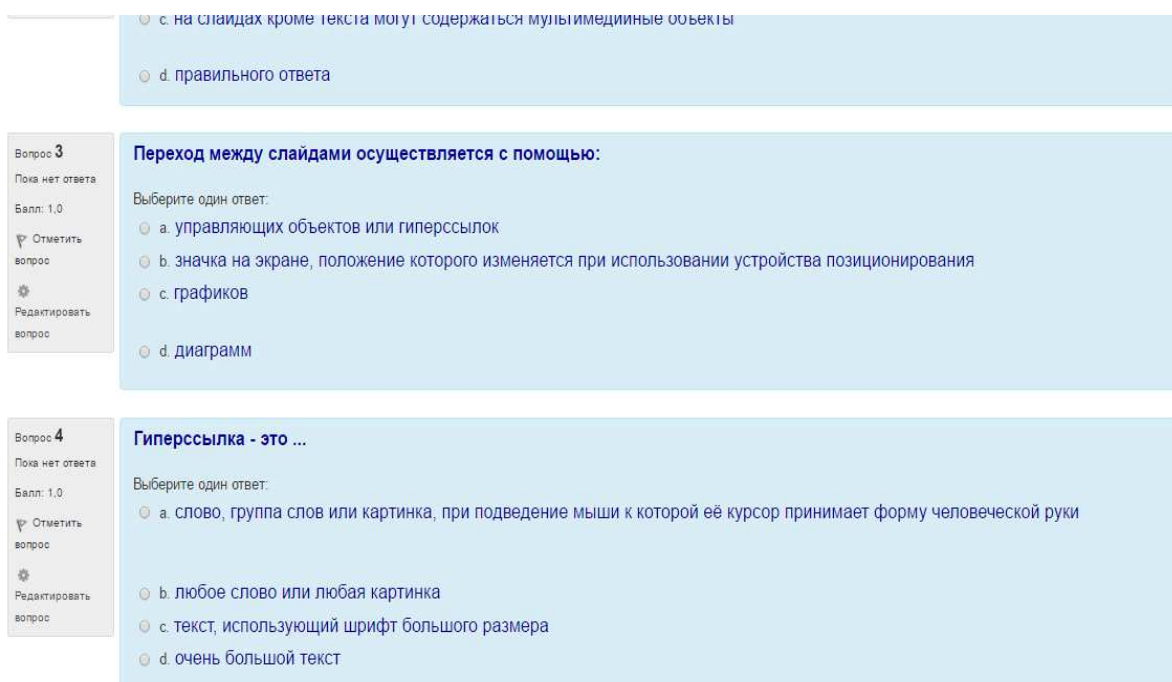 c. на слайдах кроме текста могут содержаться мультимедийные объекты
d. правильного ответа
Вопрос 3
Пока нет ответа
Балл: 1,0
Отметить
вопрос
Редактировать
вопрос
Переход между слайдами осуществляется с помощью:
Выберите один ответ:
a. управляющих объектов или гиперссылок
b. значка на экране, положение которого изменяется при использовании устройства позиционирования
c. графиков
d. диаграмм
Вопрос 4
Пока нет ответа
Балл: 1,0
Отметить
вопрос
Редактировать
вопрос
Гиперссылка - это ...
Выберите один ответ:
a. слово, группа слов или картинка, при подведение мыши к которой её курсор принимает форму человеческой руки
b. любое слово или любая картинка
c. текст, использующий шрифт большого размера
d. очень большой текст